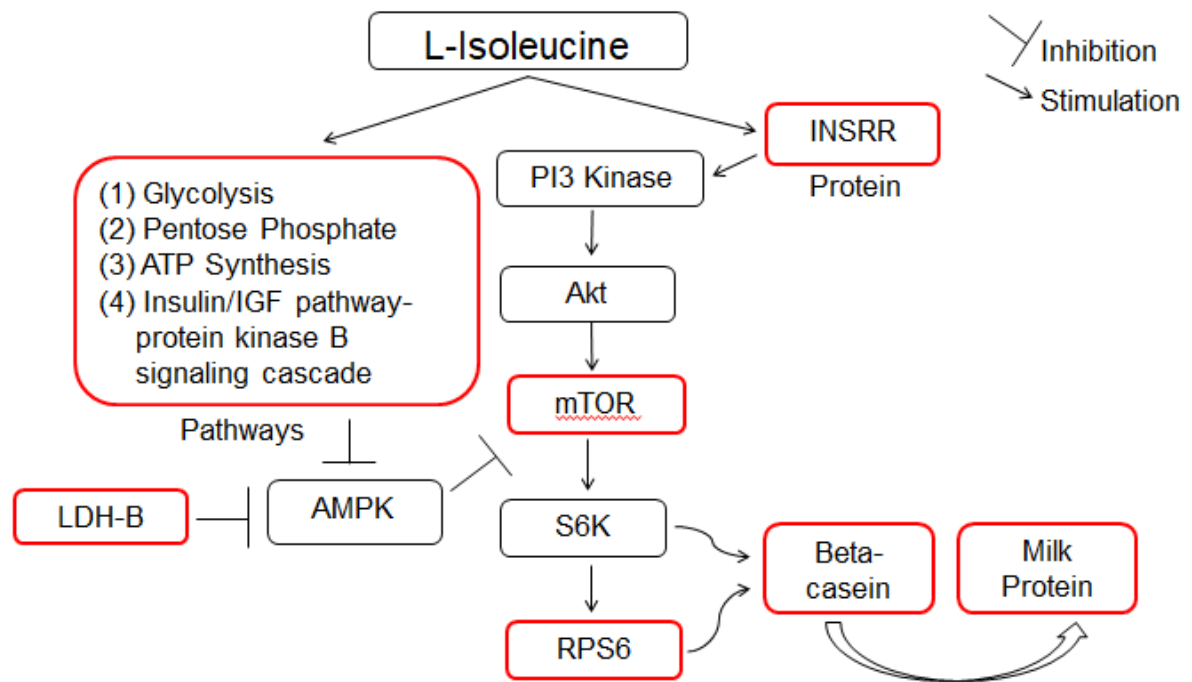 L-Isoleucine
Inhibition
Stimulation
INSRR
Protein
PI3 Kinase
(1) Glycolysis
(2) Pentose Phosphate
(3) ATP Synthesis
(4) Insulin/IGF pathway-
protein kinase B
signaling cascade
Pathways
Akt
mTOR
LDH-B
AMPK
S6K
RPS6
Beta-
casein
Milk
Protein